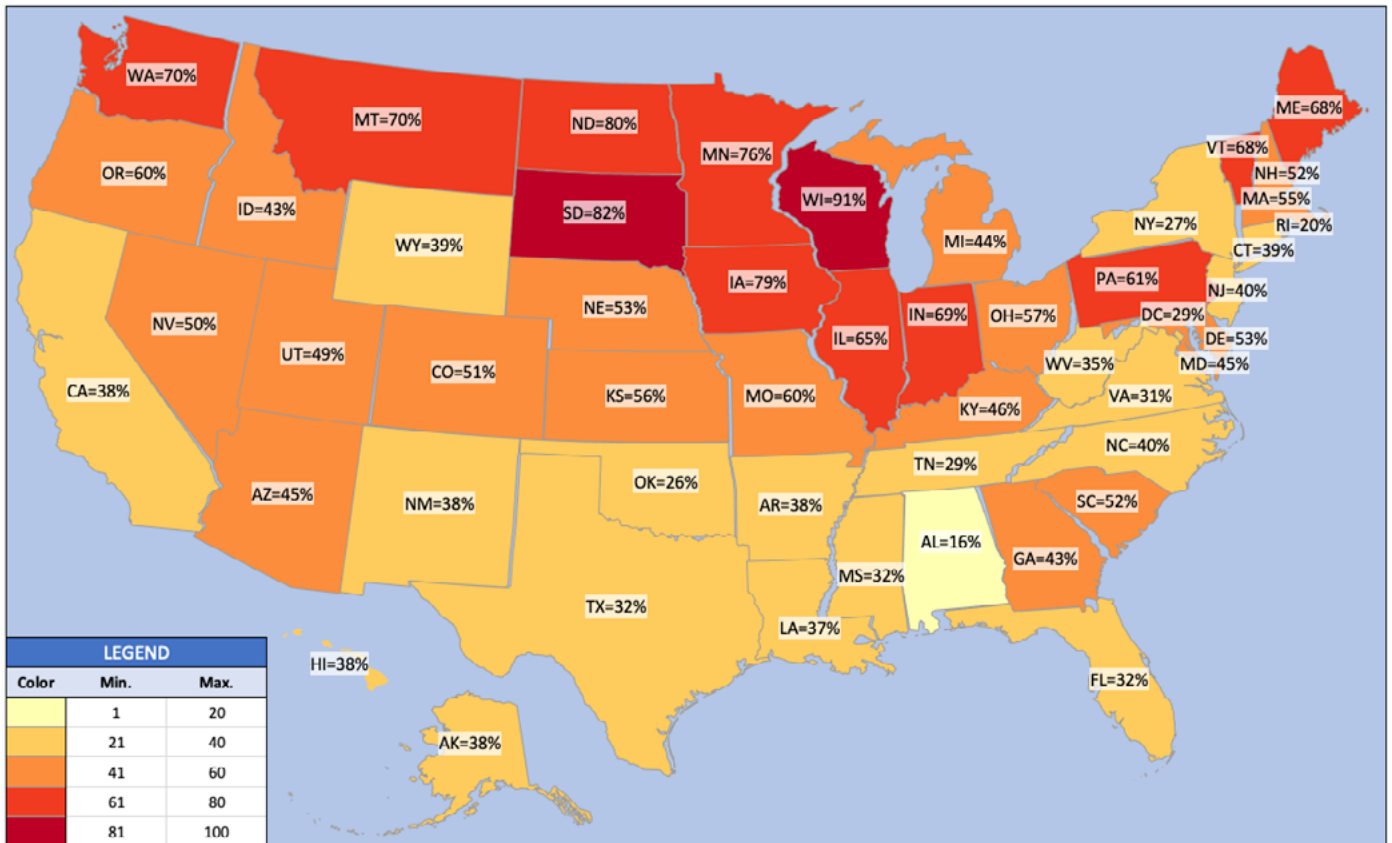 WA=70%
MT=70%
ND=80%
MN=76%
ME=68%
VT=68%
NH=52%
OR=60%
ID=43%
SD=82%
WI=91%
MA=55%
WY=39%
MI=44%
NY=27%
RI=20%
CT=39%
IA=79%
PA=61%
NJ=40%
NE=53%
IN=69%
OH=57%
DC=29%
NV=50%
IL=65%
DE=53%
UT=49%
CO=51%
WV=35%
MD=45%
CA=38%
KS=56%
MO=60%
KY=46%
VA=31%
NC=40%
TN=29%
OK=26%
AZ=45%
NM=38%
AR=38%
SC=52%
AL=16%
GA=43%
MS=32%
TX=32%
LA=37%
HI=38%
FL=32%
AK=38%
LEGEND
Color Min. Max.
1 20
21 40
41 60
61 80
81 100